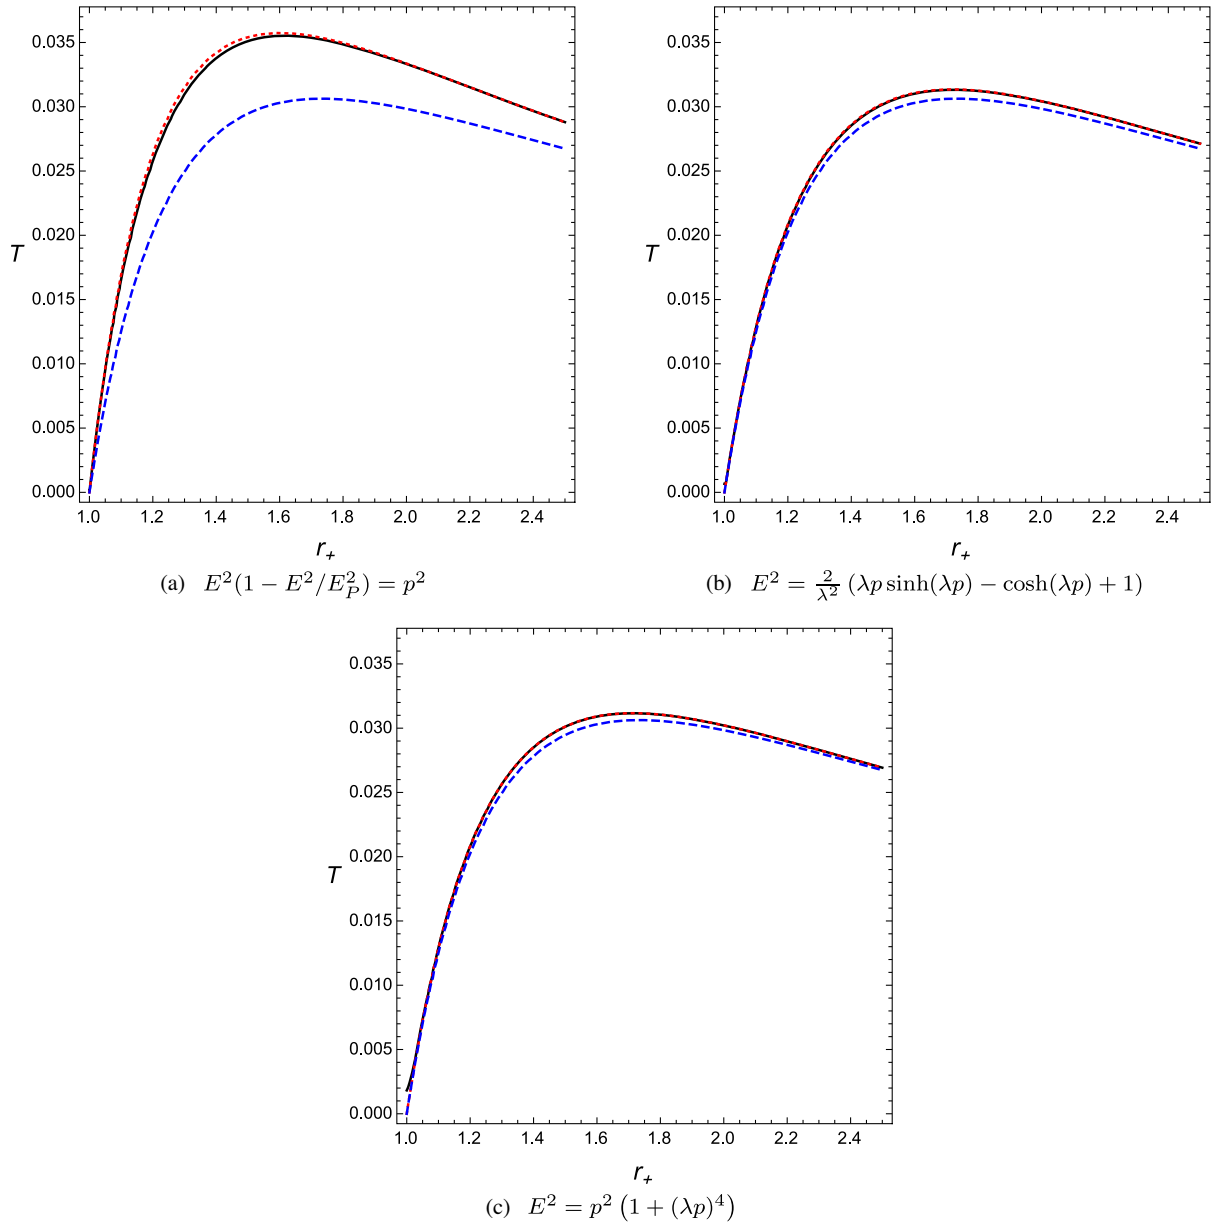 0.035
0.030
0.025
0.020
T
0.015
0.010
0.005
0.000
1.0 1.2 1.4 1.6 1.8 2.0 2.2 2.4
r₊
(a) E²(1 − E²/E_P²) = p²
0.035
0.030
0.025
0.020
T
0.015
0.010
0.005
0.000
1.0 1.2 1.4 1.6 1.8 2.0 2.2 2.4
r₊
(b) E² = 2/λ² (λp sinh(λp) − cosh(λp) + 1)
0.035
0.030
0.025
0.020
T
0.015
0.010
0.005
0.000
1.0 1.2 1.4 1.6 1.8 2.0 2.2 2.4
r₊
(c) E² = p² (1 + (λp)⁴)